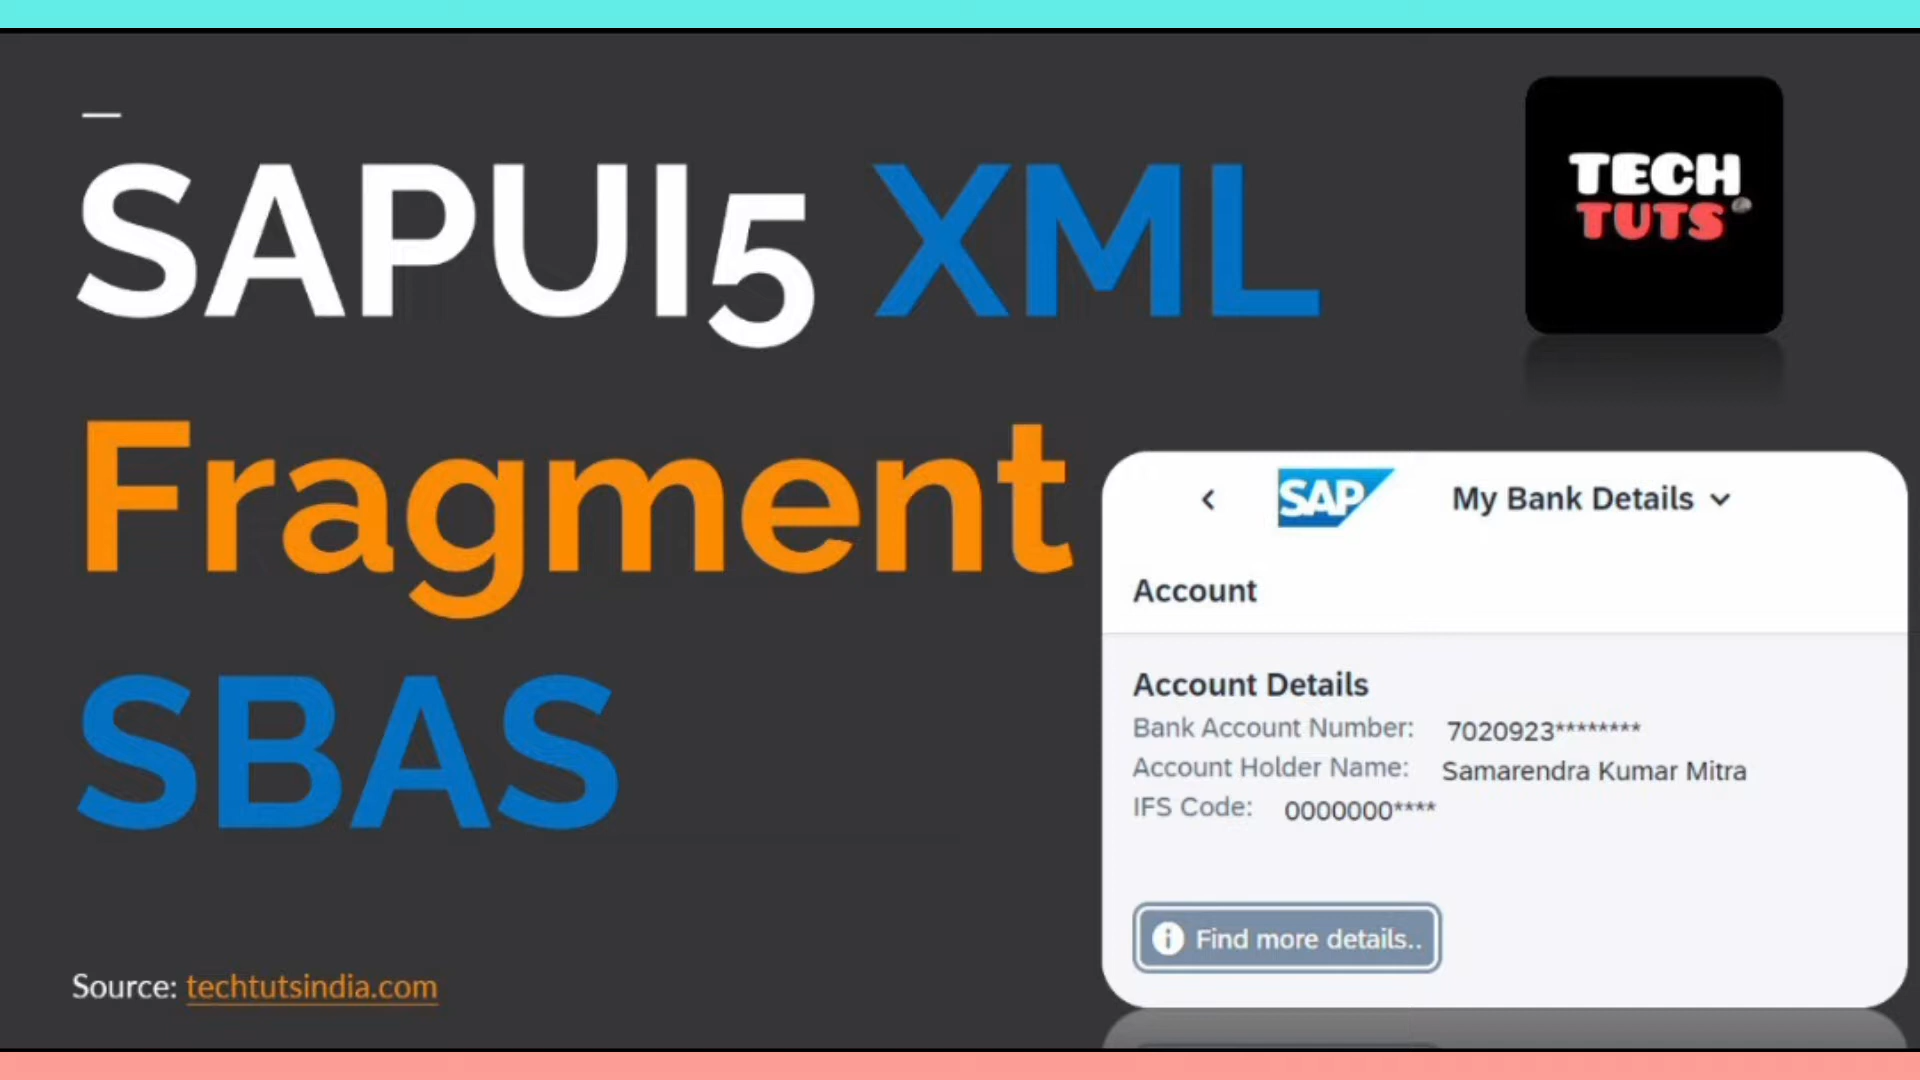 SAPUI5 XML
Fragment
SBAS
TECH
TUTS
SAP
My Bank Details
Account
Account Details
Bank Account Number: 7020923********
Account Holder Name: Samarendra Kumar Mitra
IFS Code: 0000000****
Find more details..
Source: techtutsindia.com